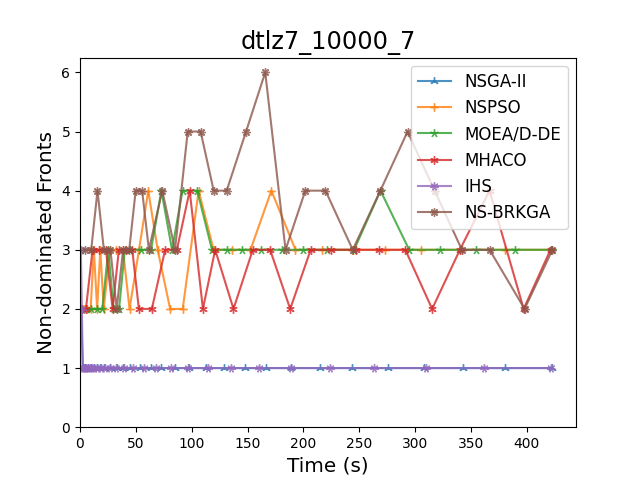 dtlz7_10000_7
Non-dominated Fronts
6
5
4
3
2
1
0
0 50 100 150 200 250 300 350 400
Time (s)
NSGA-II
NSPSO
MOEA/D-DE
MHACO
IHS
NS-BRKGA